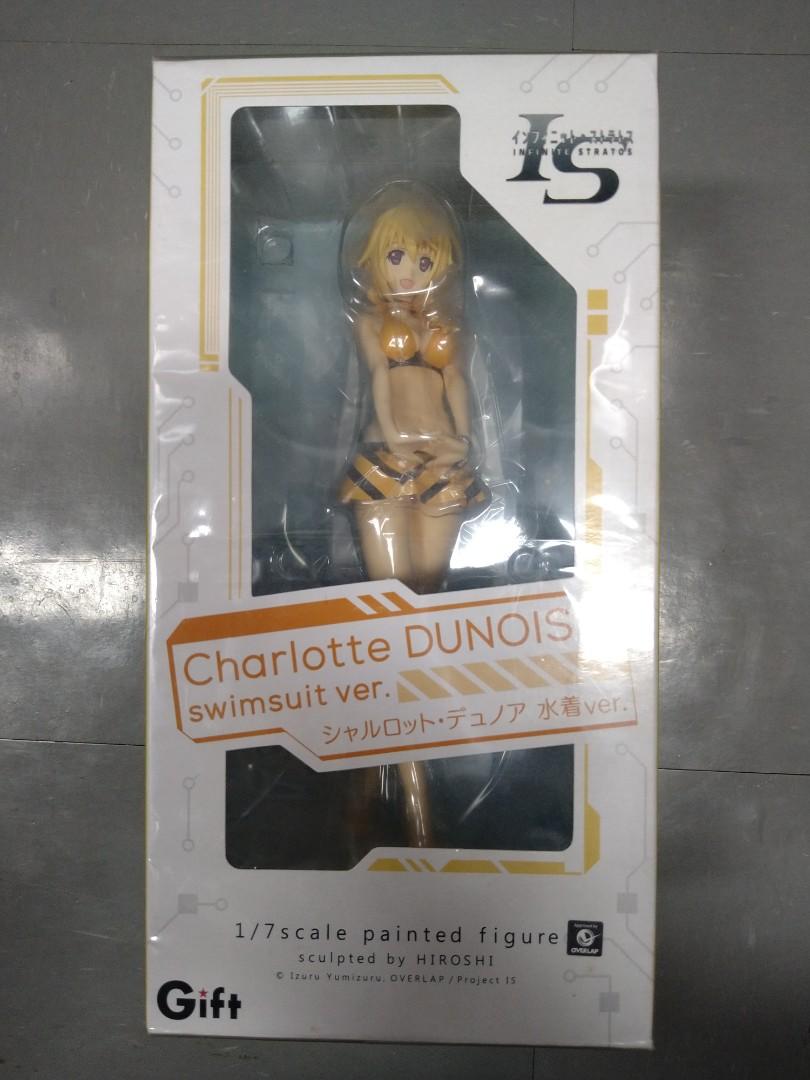 インフィニット・ストラトス
IS
INFINITE STRATOS
Charlotte DUNOIS
swimsuit ver.
シャルロット・デュノア 水着ver.
1/7scale painted figure
Approved by
OVERLAP
sculpted by HIROSHI
© Izuru Yumizuru, OVERLAP / Project IS
Gift